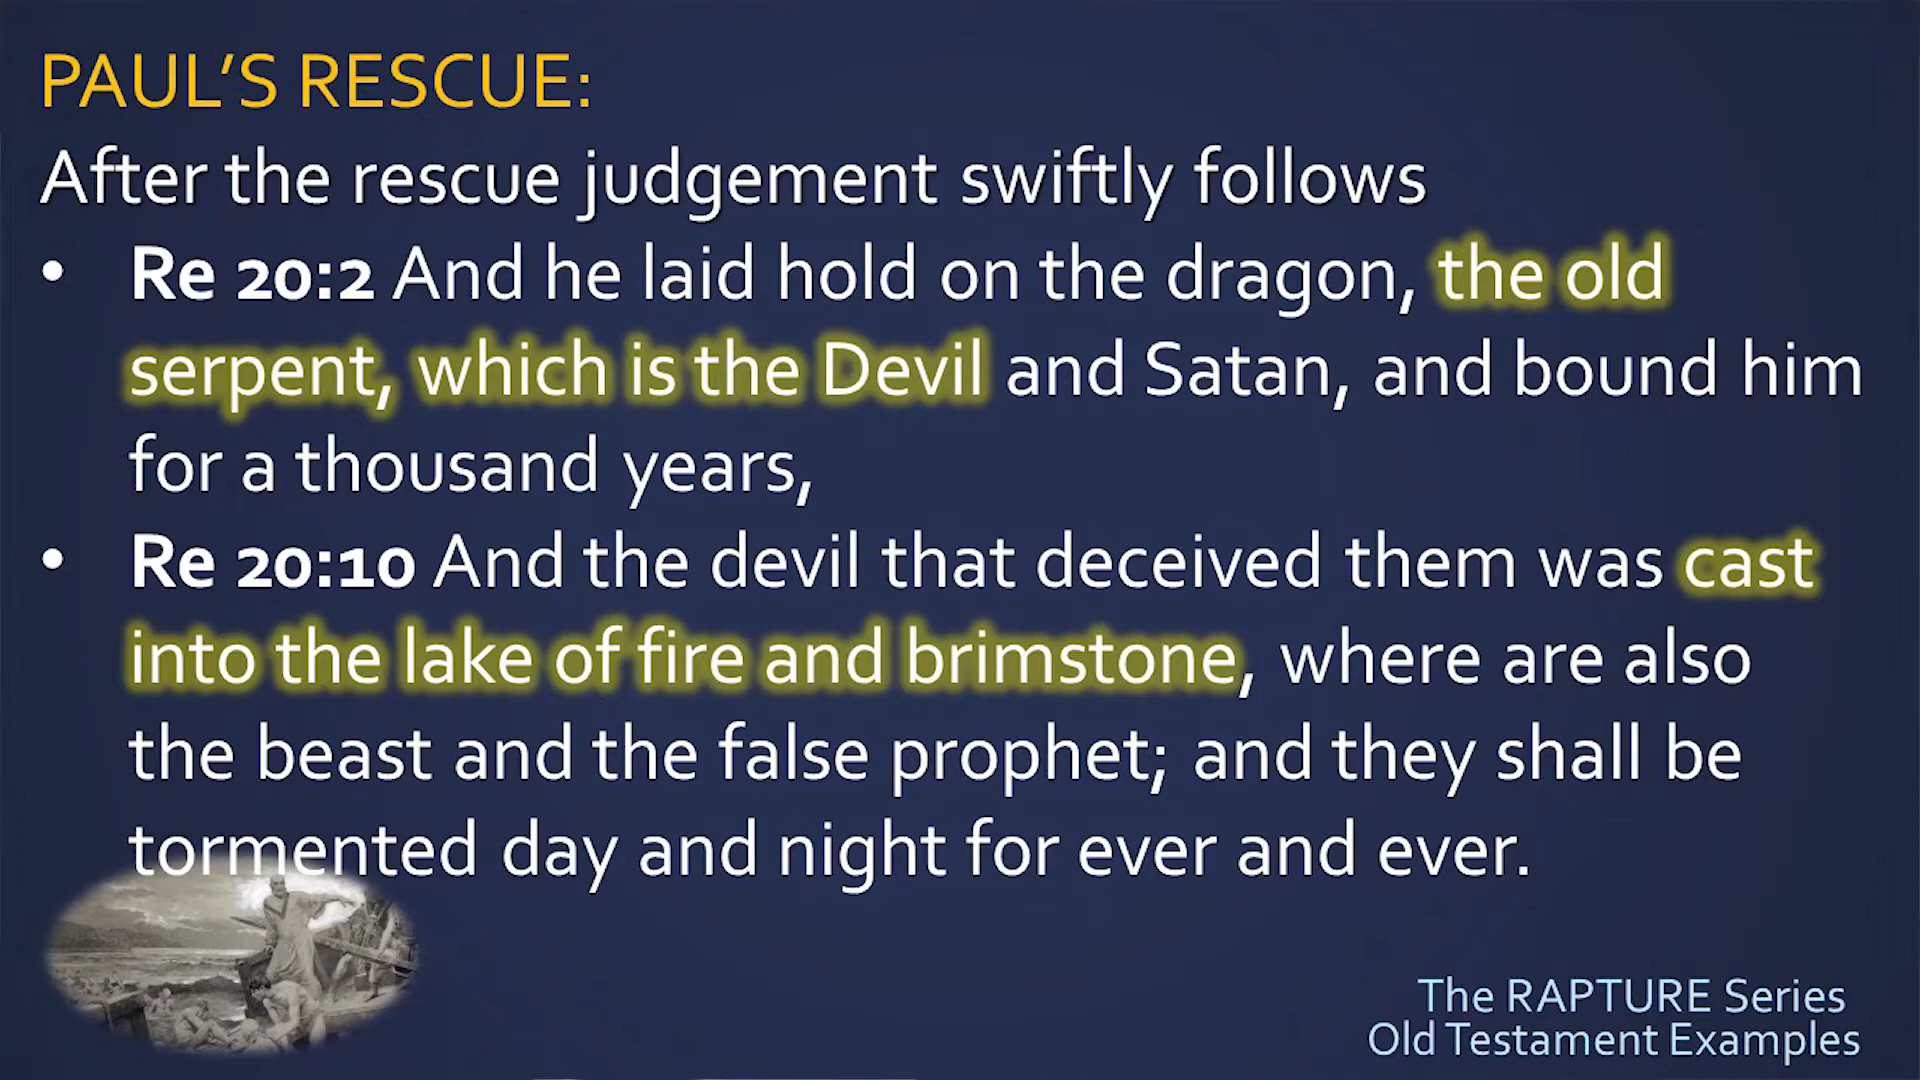 PAUL'S RESCUE:
After the rescue judgement swiftly follows
• Re 20:2 And he laid hold on the dragon, the old
serpent, which is the Devil and Satan, and bound him
for a thousand years,
• Re 20:10 And the devil that deceived them was cast
into the lake of fire and brimstone, where are also
the beast and the false prophet; and they shall be
tormented day and night for ever and ever.
The RAPTURE Series
Old Testament Examples